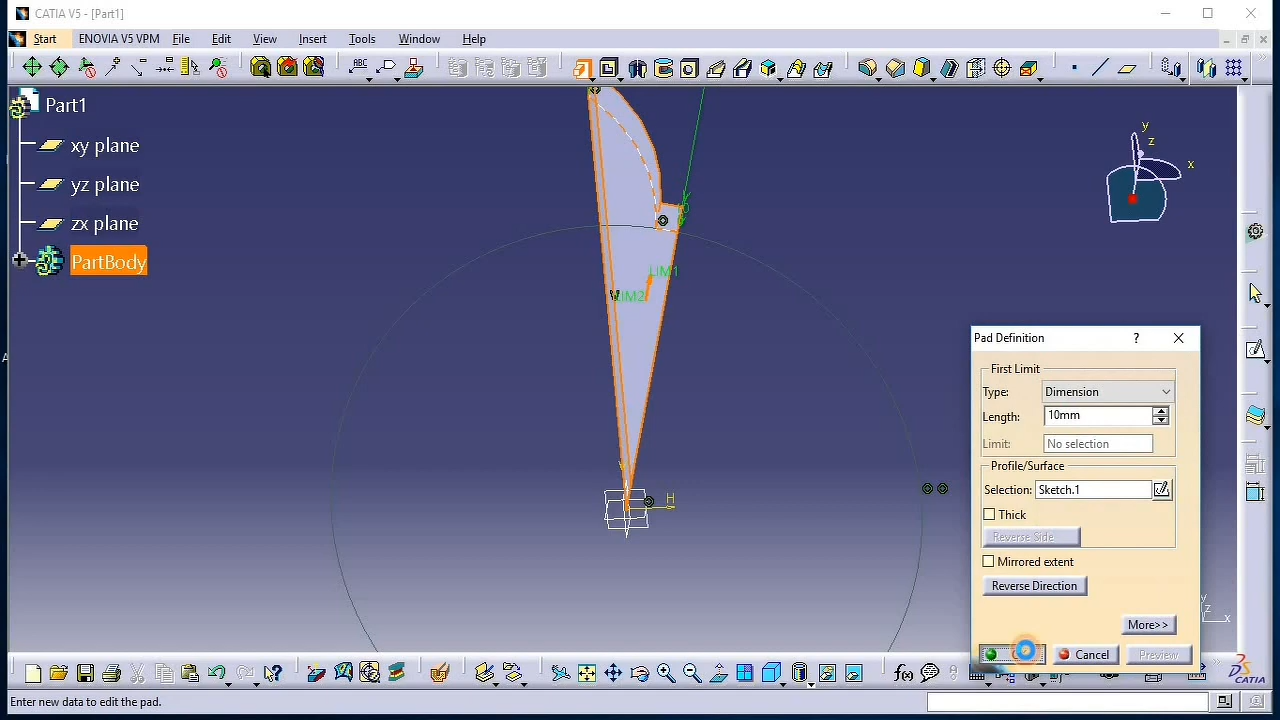 CATIA V5 - [Part1]
Start ENOVIA V5 VPM File Edit View Insert Tools Window Help
ABC
Part1
xy plane
yz plane
zx plane
PartBody
y
z
x
LIM1
LIM2
H
Pad Definition ?
First Limit
Type: Dimension
Length: 10mm
Limit: No selection
Profile/Surface
Selection: Sketch.1
Thick
Reverse Side
Mirrored extent
Reverse Direction
More>>
Cancel Preview
y
z
x
f(x)
CATIA
Enter new data to edit the pad.